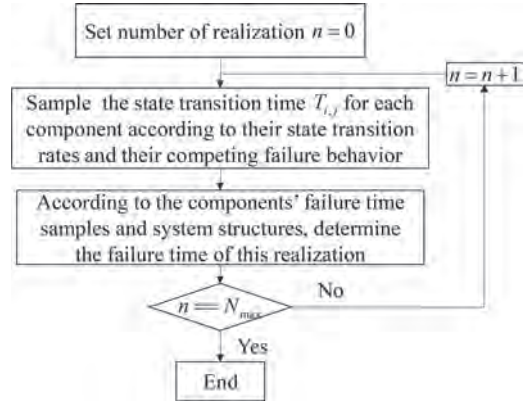 Set number of realization n = 0
n = n + 1
Sample the state transition time T_{i,j} for each
component according to their state transition
rates and their competing failure behavior
According to the components' failure time
samples and system structures, determine
the failure time of this realization
n == N_{max}
No
Yes
End